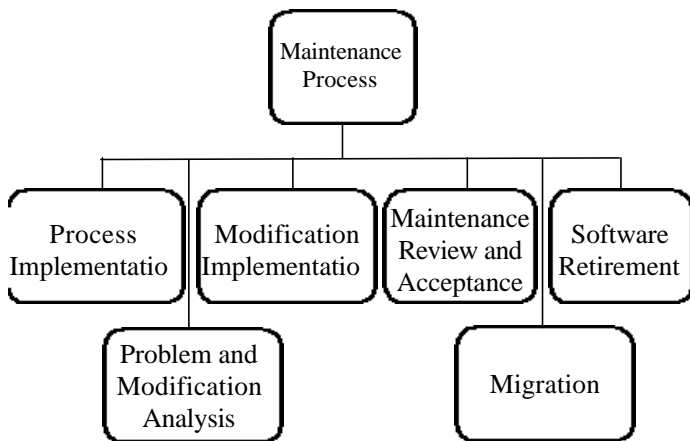 Maintenance
Process
Process
Implementatio
Modification
Implementatio
Maintenance
Review and
Acceptance
Software
Retirement
Problem and
Modification
Analysis
Migration